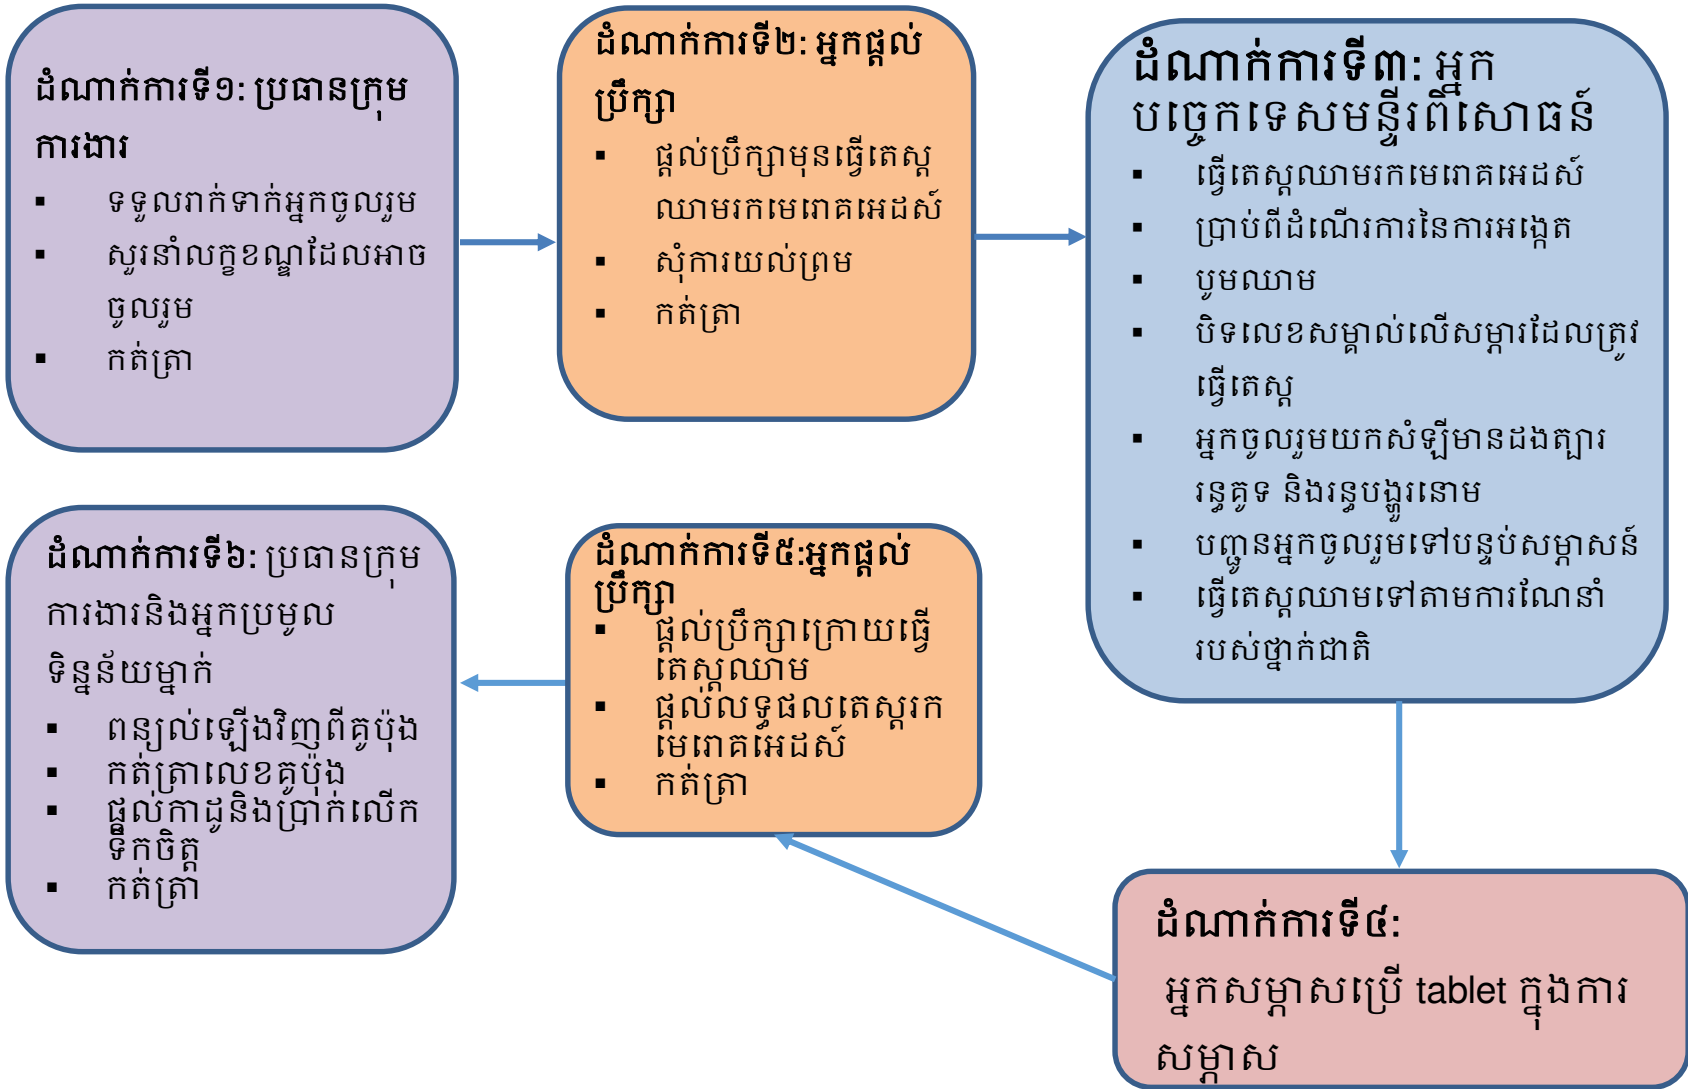 ដំណាក់ការទី១: ប្រធានក្រុម
ការងារ
▪ ទទួលរាក់ទាក់អ្នកចូលរួម
▪ សួរនាំលក្ខខណ្ឌដែលអាច
ចូលរួម
▪ កត់ត្រា
ដំណាក់ការទី២: អ្នកផ្តល់
ប្រឹក្សា
▪ ផ្តល់ប្រឹក្សាមុនធ្វើតេស្ត
ឈាមរកមេរោគអេដស៍
▪ សុំការយល់ព្រម
▪ កត់ត្រា
ដំណាក់ការទី៣: អ្នក
បច្ចេកទេសមន្ទីរពិសោធន៍
▪ ធ្វើតេស្តឈាមរកមេរោគអេដស៍
▪ ប្រាប់ពីដំណើរការនៃការអង្កេត
▪ បូមឈាម
▪ បិទលេខសម្គាល់លើសម្ភារដែលត្រូវ
ធ្វើតេស្ត
▪ អ្នកចូលរួមយកសំឡីមានដងត្បារ
រន្ធគូទ និងរន្ធបង្ហួរនោម
▪ បញ្ជូនអ្នកចូលរួមទៅបន្ទប់សម្ភាសន៍
▪ ធ្វើតេស្តឈាមទៅតាមការណែនាំ
របស់ថ្នាក់ជាតិ
ដំណាក់ការទី៤:
អ្នកសម្ភាសប្រើ tablet ក្នុងការ
សម្ភាស
ដំណាក់ការទី៥:អ្នកផ្តល់
ប្រឹក្សា
▪ ផ្តល់ប្រឹក្សាក្រោយធ្វើ
តេស្តឈាម
▪ ផ្តល់លទ្ធផលតេស្តរក
មេរោគអេដស៍
▪ កត់ត្រា
ដំណាក់ការទី៦: ប្រធានក្រុម
ការងារនិងអ្នកប្រមូល
ទិន្នន័យម្នាក់
▪ ពន្យល់ឡើងវិញពីគូប៉ុង
▪ កត់ត្រាលេខគូប៉ុង
▪ ផ្តល់កាដូនិងប្រាក់លើក
ទឹកចិត្ត
▪ កត់ត្រា